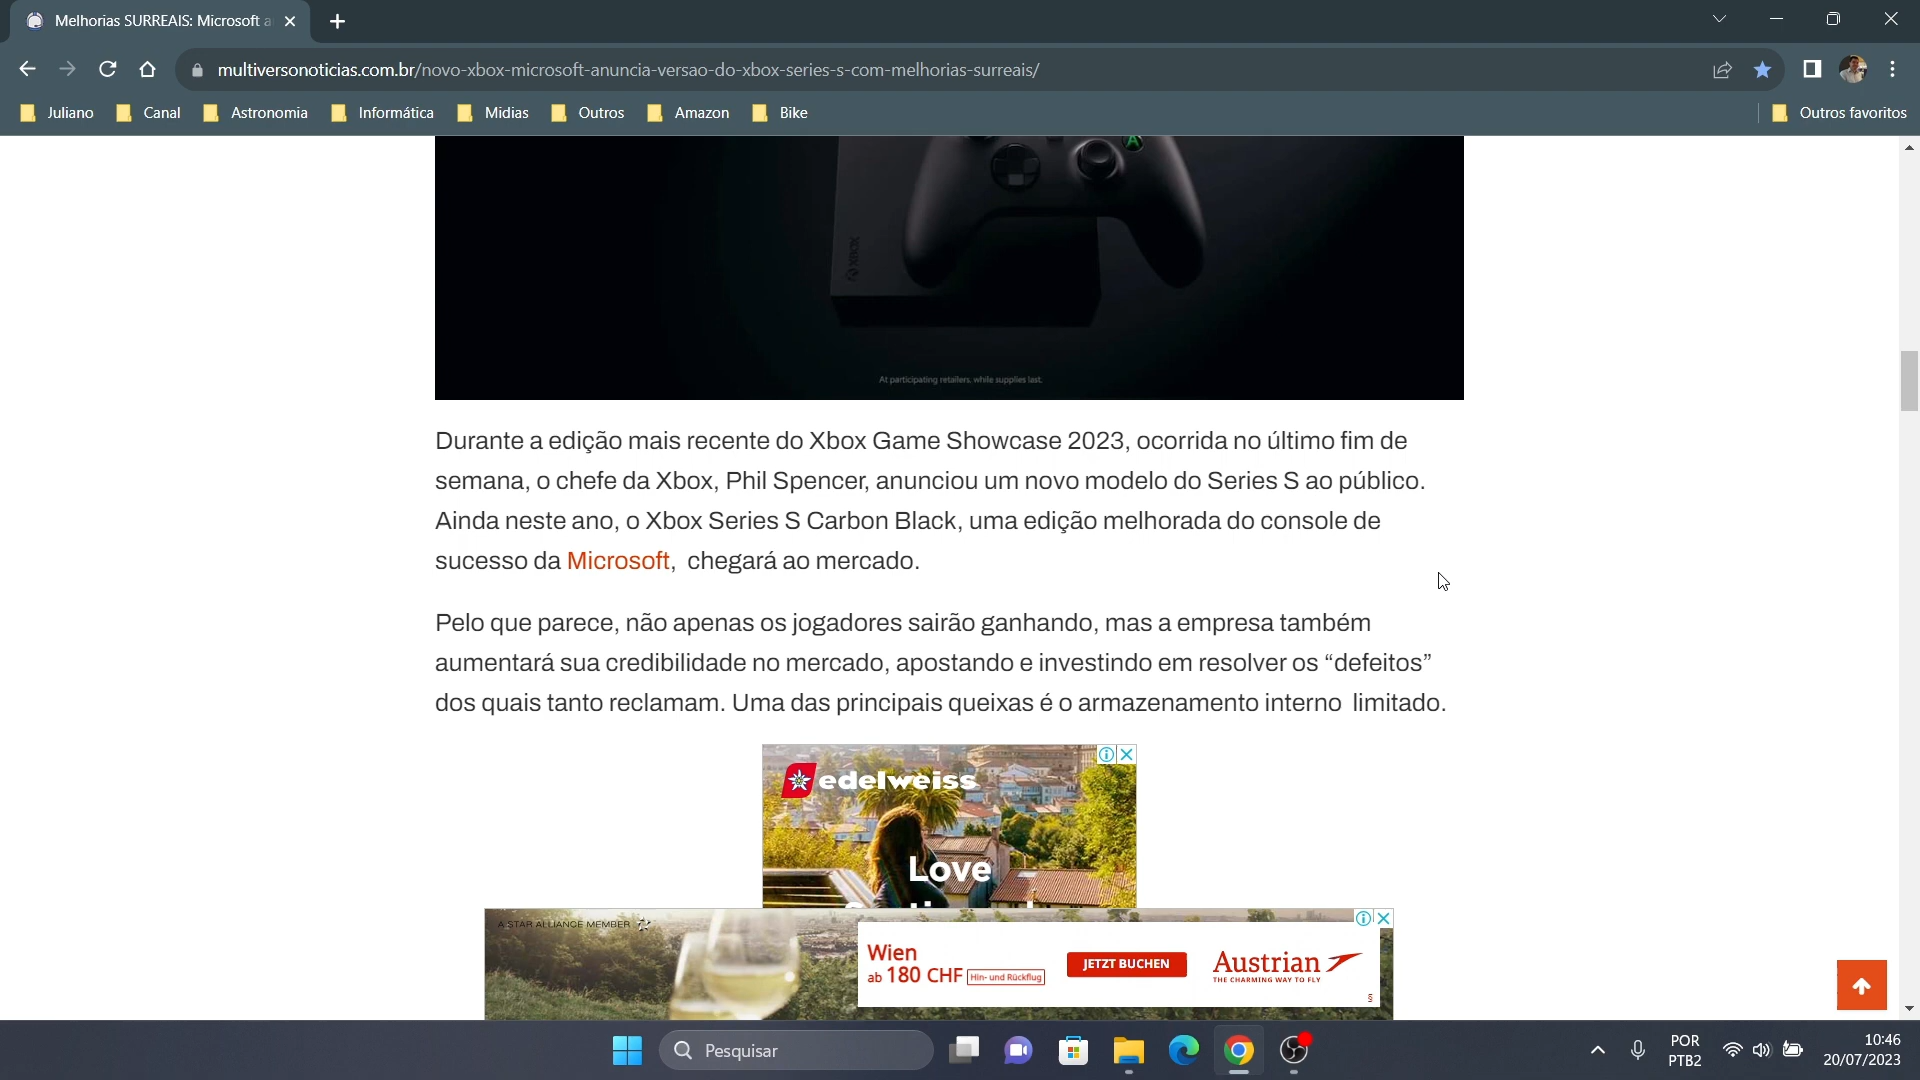 Melhorias SURREAIS: Microsoft a
multiversonoticias.com.br/novo-xbox-microsoft-anuncia-versao-do-xbox-series-s-com-melhorias-surreais/
Juliano Canal Astronomia Informática Midias Outros Amazon Bike Outros favoritos
A
XBOX
At participating retailers, while supplies last.
Durante a edição mais recente do Xbox Game Showcase 2023, ocorrida no último fim de
semana, o chefe da Xbox, Phil Spencer, anunciou um novo modelo do Series S ao público.
Ainda neste ano, o Xbox Series S Carbon Black, uma edição melhorada do console de
sucesso da Microsoft,  chegará ao mercado.
Pelo que parece, não apenas os jogadores sairão ganhando, mas a empresa também
aumentará sua credibilidade no mercado, apostando e investindo em resolver os “defeitos”
dos quais tanto reclamam. Uma das principais queixas é o armazenamento interno  limitado.
edelweiss
Love
A STAR ALLIANCE MEMBER
Wien
ab 180 CHF Hin- und Rückflug
JETZT BUCHEN
Austrian
THE CHARMING WAY TO FLY
§
Pesquisar
POR
PTB2
10:46
20/07/2023